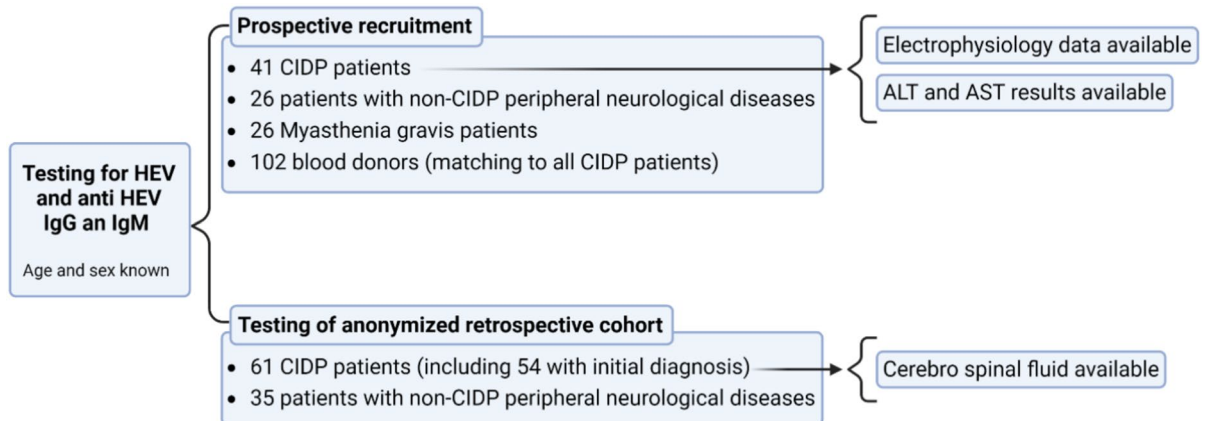 Prospective recruitment
• 41 CIDP patients
• 26 patients with non-CIDP peripheral neurological diseases
• 26 Myasthenia gravis patients
• 102 blood donors (matching to all CIDP patients)
Electrophysiology data available
ALT and AST results available
Testing for HEV
and anti HEV
IgG an IgM
Age and sex known
Testing of anonymized retrospective cohort
• 61 CIDP patients (including 54 with initial diagnosis)
• 35 patients with non-CIDP peripheral neurological diseases
Cerebro spinal fluid available